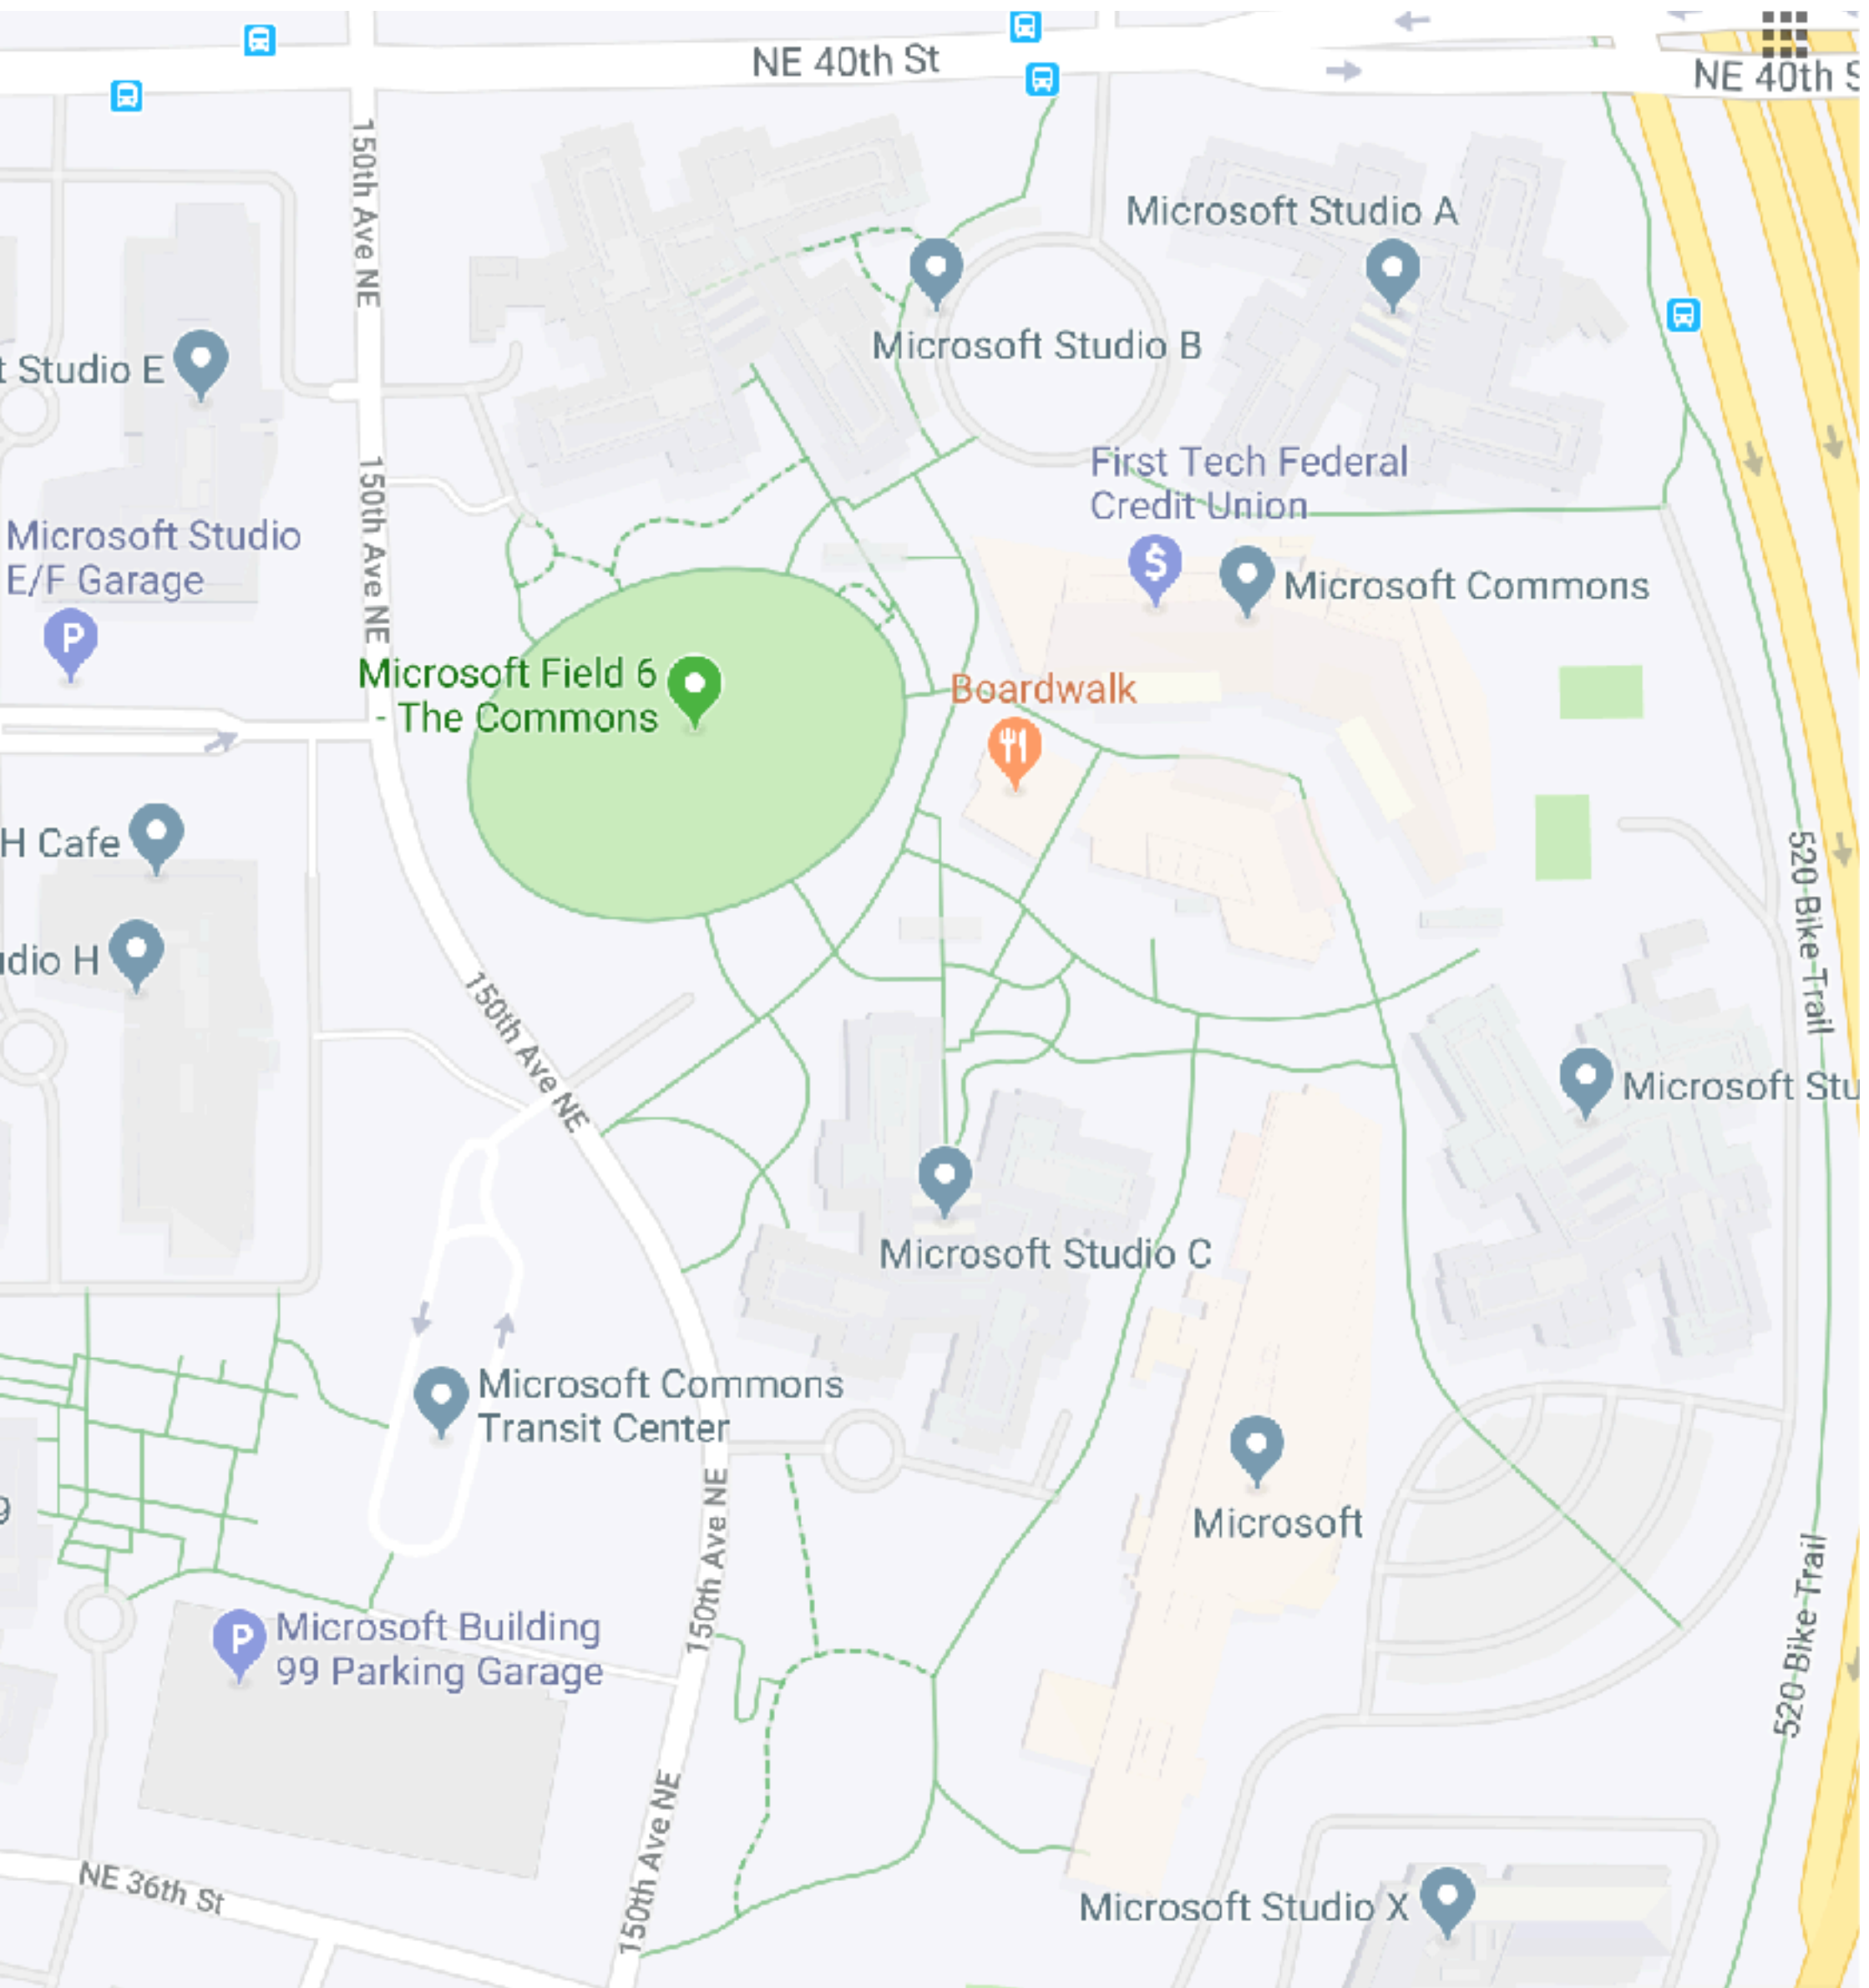 NE 40th St
NE 40th S
150th Ave NE
Microsoft Studio A
Microsoft Studio B
t Studio E
First Tech Federal
Credit Union
150th Ave NE
Microsoft Studio
E/F Garage
Microsoft Commons
P
$
Microsoft Field 6
- The Commons
Boardwalk
H Cafe
520 Bike Trail
udio H
150th Ave NE
Microsoft Stu
Microsoft Studio C
Microsoft Commons
Transit Center
9
Microsoft
150th Ave NE
520 Bike Trail
P
Microsoft Building
99 Parking Garage
150th Ave NE
NE 36th St
Microsoft Studio X